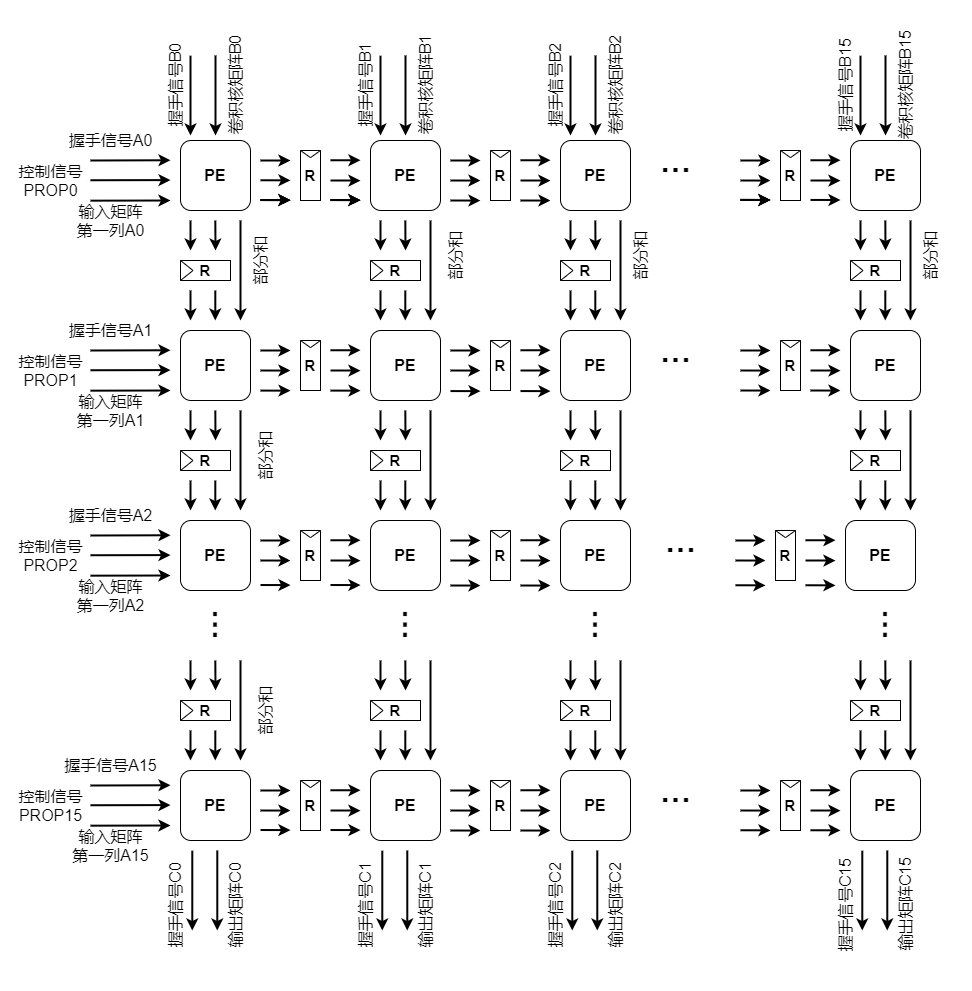 握手信号B0
卷积核矩阵B0
握手信号B1
卷积核矩阵B1
握手信号B2
卷积核矩阵B2
握手信号B15
卷积核矩阵B15
握手信号A0
控制信号
PROP0
输入矩阵
第一列A0
PE
R
PE
R
PE
...
R
PE
R
部分和
R
部分和
R
部分和
R
部分和
握手信号A1
控制信号
PROP1
输入矩阵
第一列A1
PE
R
PE
R
PE
...
R
PE
R
部分和
R
R
R
握手信号A2
控制信号
PROP2
输入矩阵
第一列A2
PE
R
PE
R
PE
...
R
PE
...
...
...
...
R
部分和
R
R
R
握手信号A15
控制信号
PROP15
输入矩阵
第一列A15
PE
R
PE
R
PE
...
R
PE
握手信号C0
输出矩阵C0
握手信号C1
输出矩阵C1
握手信号C2
输出矩阵C2
握手信号C15
输出矩阵C15